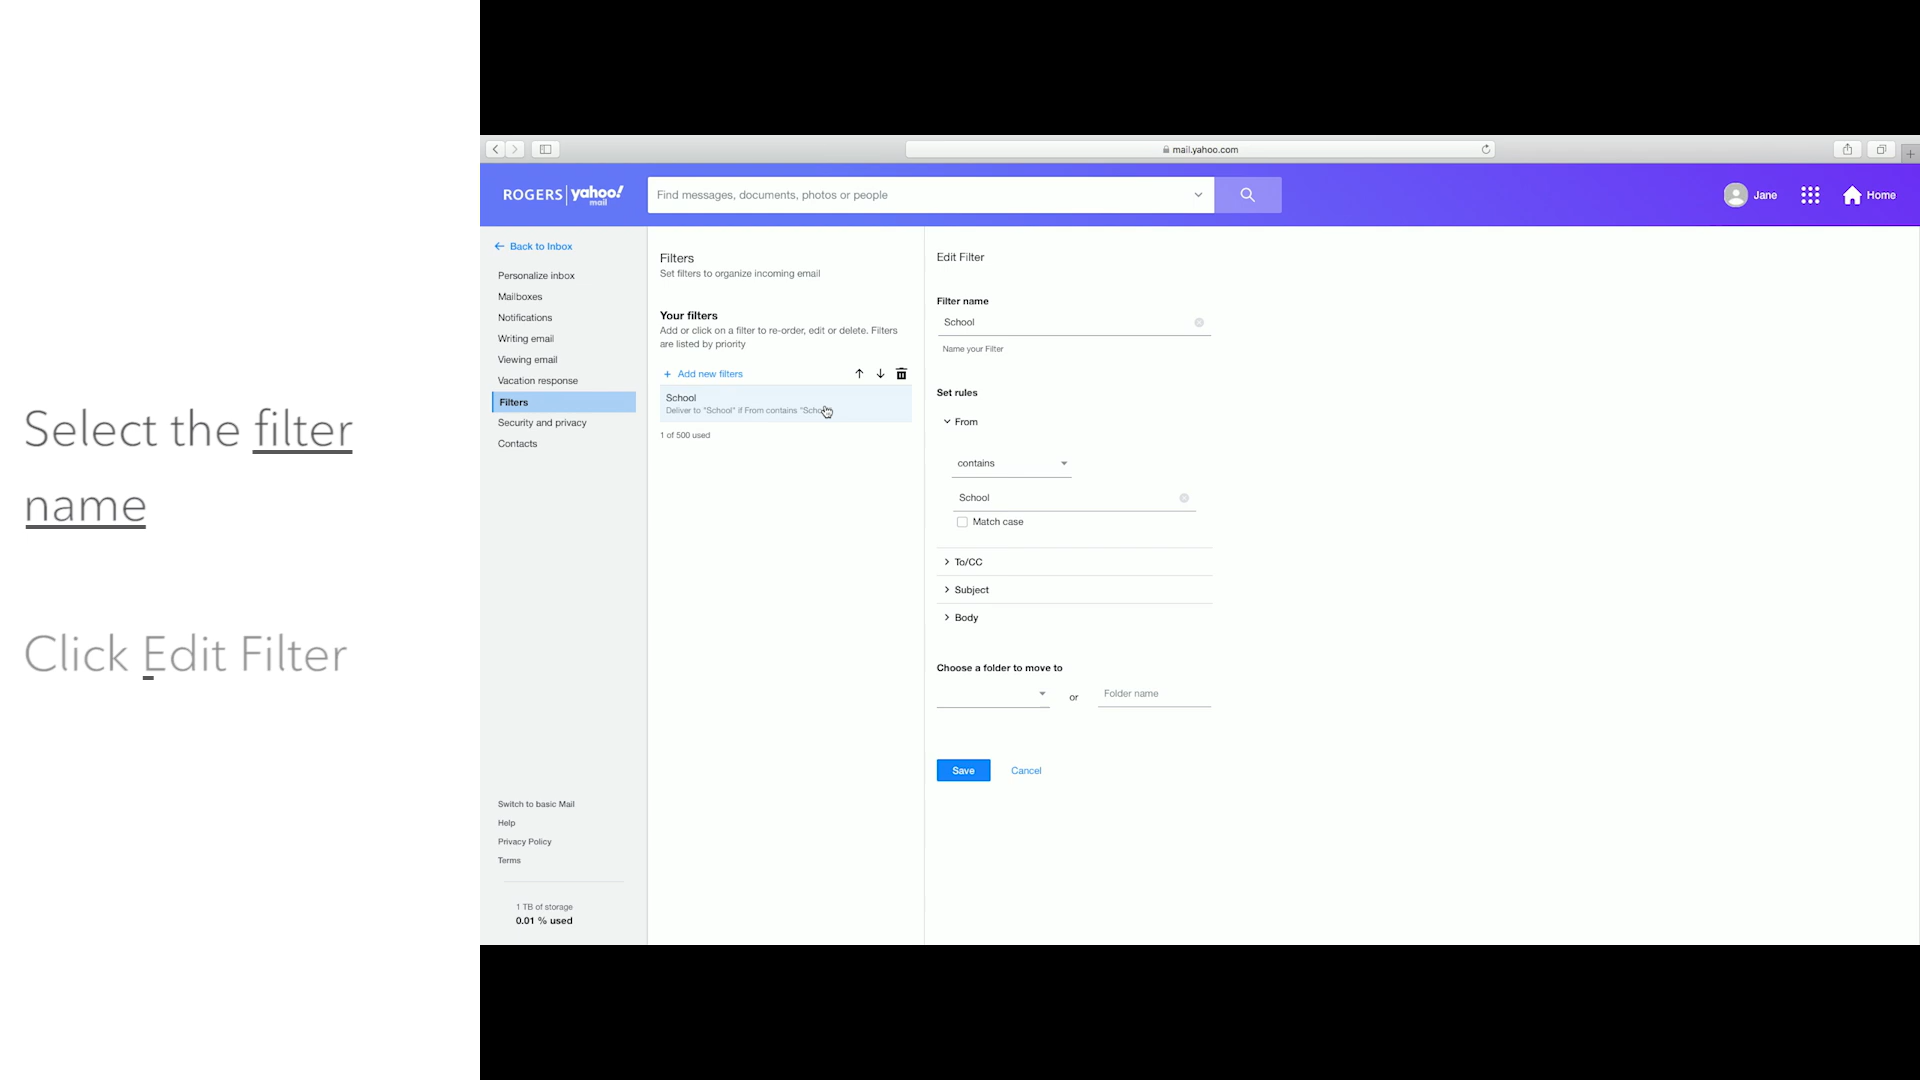 Select the filter
name
Click Edit Filter
mail.yahoo.com
ROGERS yahoo! mail
Find messages, documents, photos or people
Jane
Home
Back to Inbox
Personalize inbox
Mailboxes
Notifications
Writing email
Viewing email
Vacation response
Filters
Security and privacy
Contacts
Switch to basic Mail
Help
Privacy Policy
Terms
1 TB of storage
0.01 % used
Filters
Set filters to organize incoming email
Your filters
Add or click on a filter to re-order, edit or delete. Filters
are listed by priority
+ Add new filters
School
Deliver to "School" if From contains
1 of 500 used
Edit Filter
Filter name
School
Name your Filter
Set rules
From
contains
School
Match case
To/CC
Subject
Body
Choose a folder to move to
or
Folder name
Save
Cancel